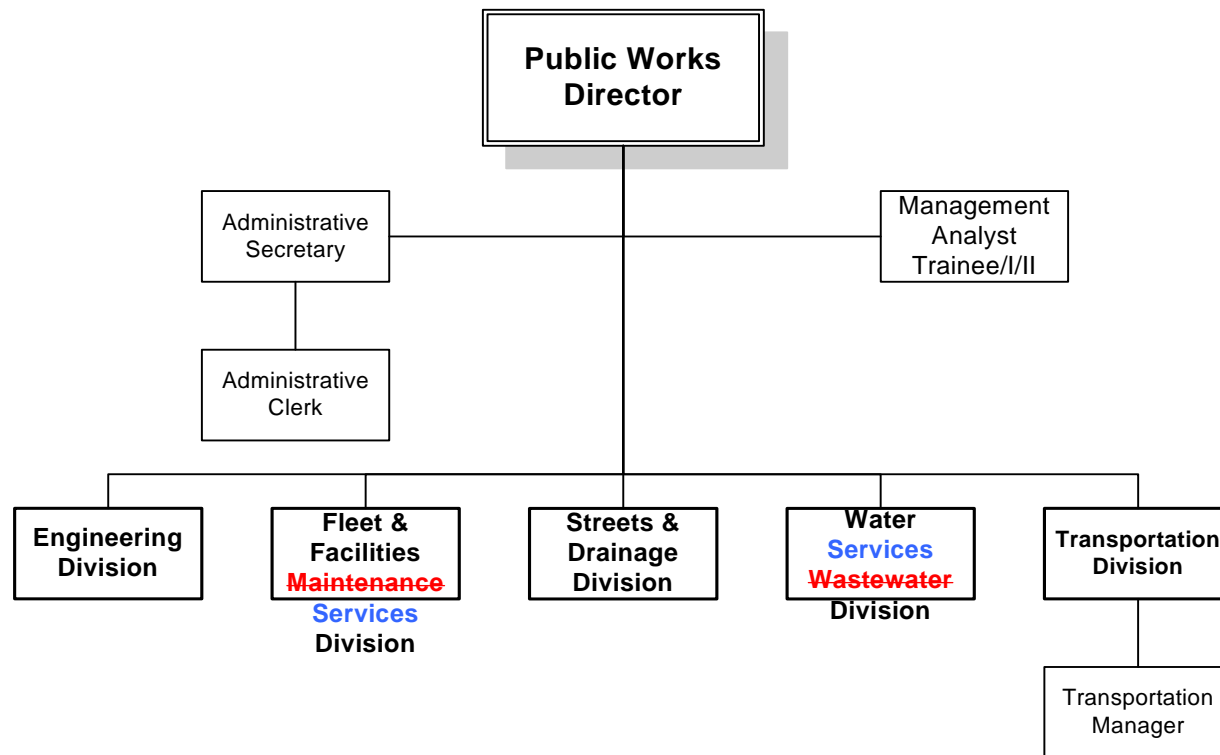 Public Works
Director
Administrative
Secretary
Management
Analyst
Trainee/I/II
Administrative
Clerk
Engineering
Division
Fleet &
Facilities
Maintenance
Services
Division
Streets &
Drainage
Division
Water
Services
Wastewater
Division
Transportation
Division
Transportation
Manager